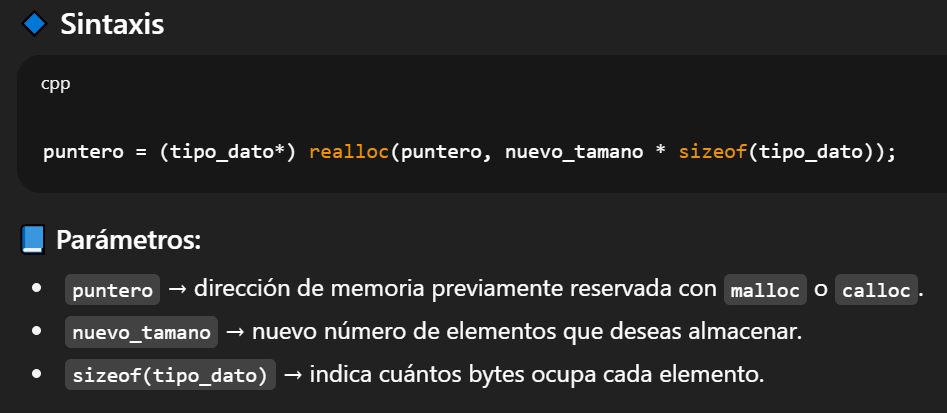 Sintaxis
cpp
puntero = (tipo_dato*) realloc(puntero, nuevo_tamano * sizeof(tipo_dato));
Parámetros:
• puntero → dirección de memoria previamente reservada con malloc o calloc.
• nuevo_tamano → nuevo número de elementos que deseas almacenar.
• sizeof(tipo_dato) → indica cuántos bytes ocupa cada elemento.